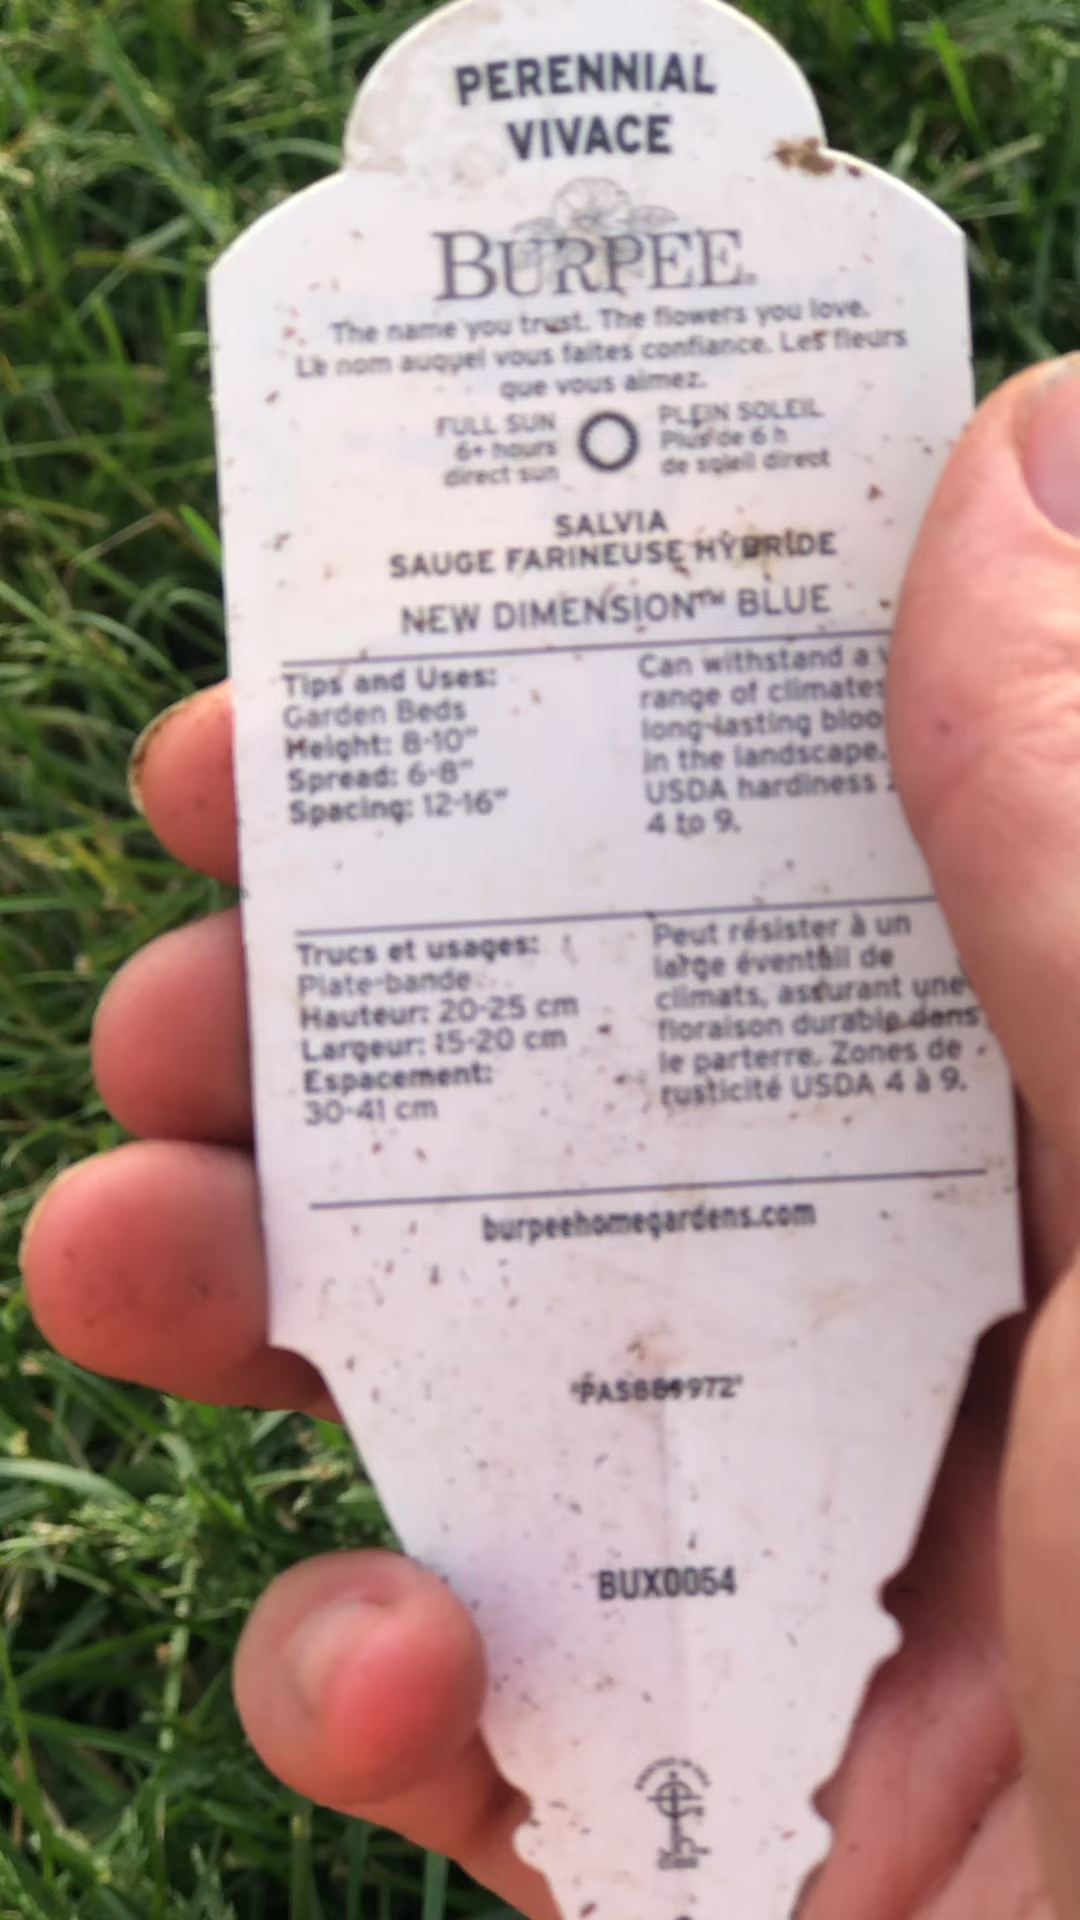 PERENNIAL
VIVACE
BURPEE.
The name you trust. The flowers you love.
Le nom auquel vous faites confiance. Les fleurs
que vous aimez.
FULL SUN
6+ hours
direct sun
PLEIN SOLEIL
Plus de 6 h
de soleil direct
SALVIA
SAUGE FARINEUSE HYBRIDE
NEW DIMENSION™ BLUE
Tips and Uses:
Garden Beds
Height: 8-10"
Spread: 6-8"
Spacing: 12-16"
Can withstand a
range of climates
long-lasting bloo
in the landscape.
USDA hardiness
4 to 9.
Trucs et usages:
Plate-bande
Hauteur: 20-25 cm
Largeur: 15-20 cm
Espacement:
30-41 cm
Peut résister à un
large éventail de
climats, assurant une
floraison durable dans
le parterre. Zones de
rusticité USDA 4 à 9.
burpeehomegardens.com
BUX0054